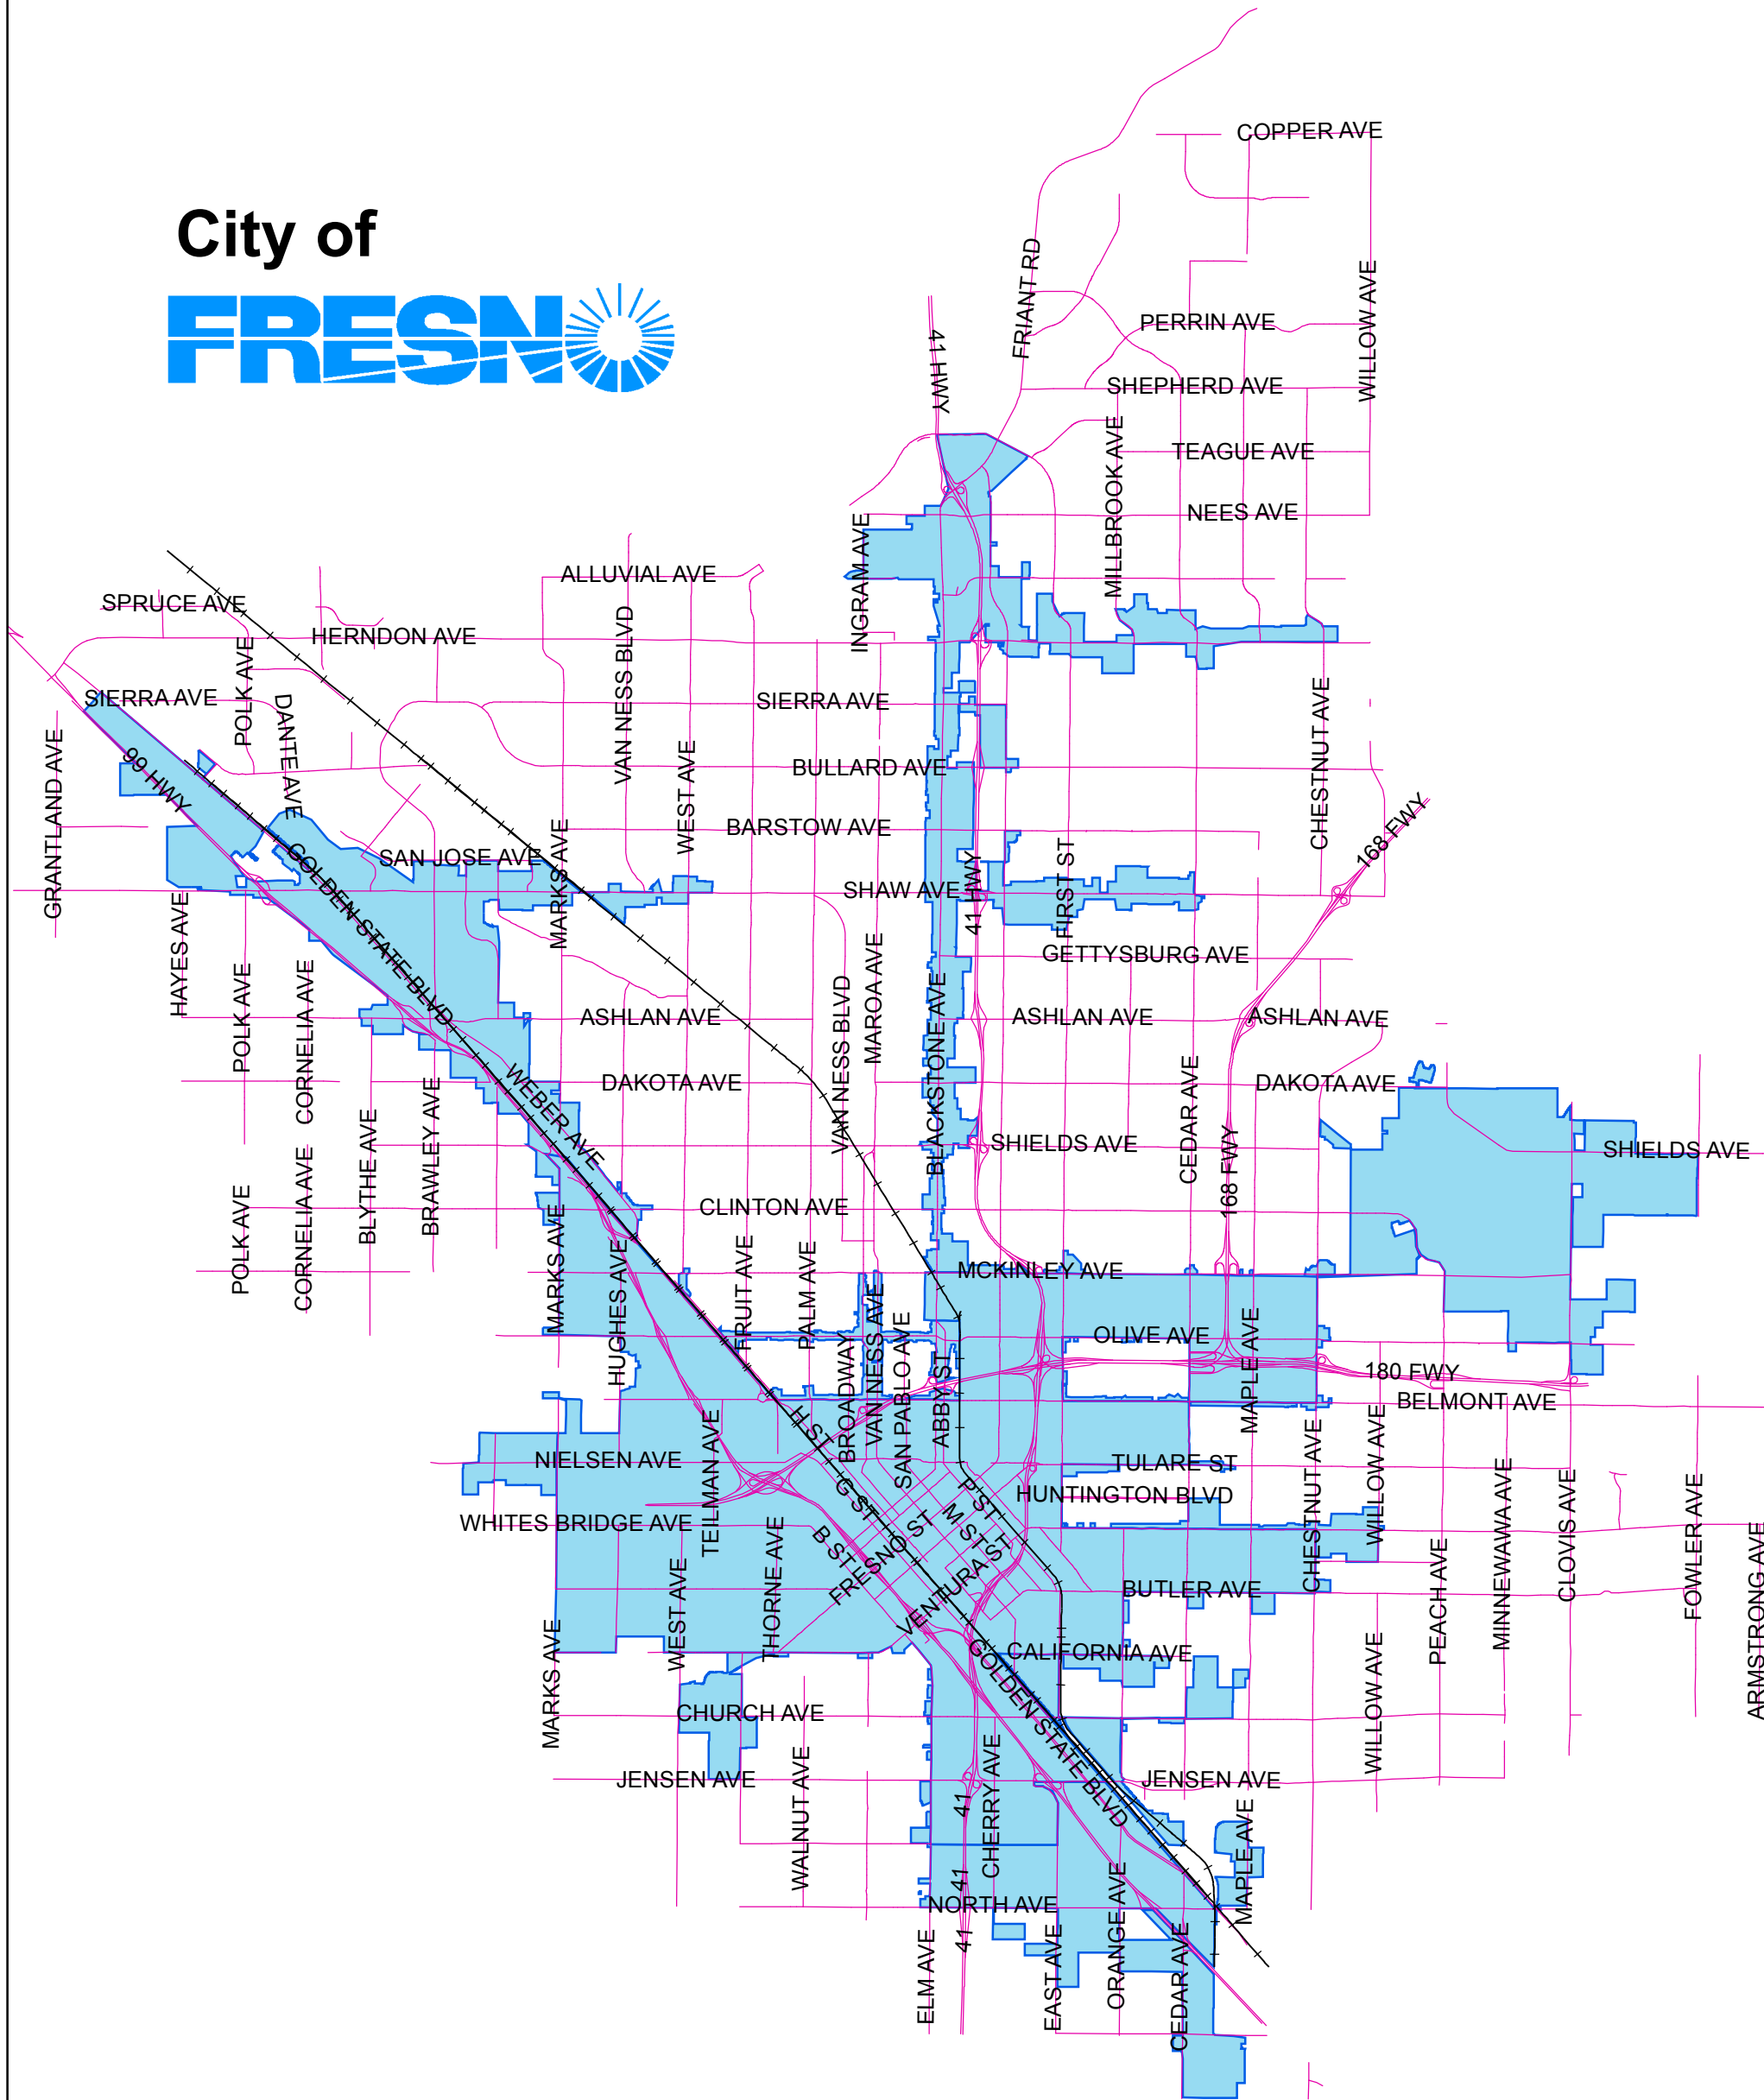 City of
FRESNO
COPPER AVE
FRIANT RD
WILLOW AVE
41 HWY
PERRIN AVE
SHEPHERD AVE
MILLBROOK AVE
TEAGUE AVE
NEES AVE
INGRAM AVE
ALLUVIAL AVE
SPRUCE AVE
HERNDON AVE
POLK AVE
VAN NESS BLVD
SIERRA AVE
DANTE AVE
SIERRA AVE
CHESTNUT AVE
GRANTLAND AVE
99 HWY
WEST AVE
BULLARD AVE
BARSTOW AVE
168 FWY
SAN JOSE AVE
MARKS AVE
GOLDEN STATE BLVD
SHAW AVE
41 HWY
FIRST ST
HAYES AVE
POLK AVE
CORNELIA AVE
GETTYSBURG AVE
ASHLAN AVE
VAN NESS BLVD
MAROA AVE
BLACKSTONE AVE
ASHLAN AVE
ASHLAN AVE
WEBER AVE
DAKOTA AVE
CEDAR AVE
DAKOTA AVE
BLYTHE AVE
BRAWLEY AVE
SHIELDS AVE
168 FWY
SHIELDS AVE
POLK AVE
CORNELIA AVE
CLINTON AVE
MARKS AVE
HUGHES AVE
FRUIT AVE
PALM AVE
MCKINLEY AVE
VAN NESS AVE
SAN PABLO AVE
BROADWAY
ABBY ST
OLIVE AVE
MAPLE AVE
180 FWY
BELMONT AVE
H ST
TEILMAN AVE
NIELSEN AVE
TULARE ST
G ST
P ST
HUNTINGTON BLVD
CHESTNUT AVE
WILLOW AVE
MINNEWAWA AVE
CLOVIS AVE
FOWLER AVE
ARMSTRONG AVE
WHITES BRIDGE AVE
B ST
FRESNO ST
M ST
VENTURA ST
THORNE AVE
WEST AVE
PEACH AVE
BUTLER AVE
MARKS AVE
CALIFORNIA AVE
GOLDEN STATE BLVD
WILLOW AVE
CHURCH AVE
CHERRY AVE
JENSEN AVE
WALNUT AVE
JENSEN AVE
41
MAPLE AVE
41
NORTH AVE
41
ELM AVE
EAST AVE
ORANGE AVE
CEDAR AVE